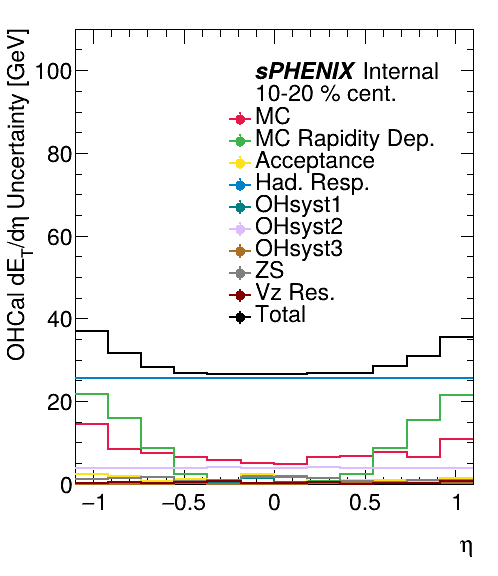 OHCal dE_T/dη Uncertainty [GeV]
100
80
60
40
20
0
sPHENIX Internal
10-20 % cent.
MC
MC Rapidity Dep.
Acceptance
Had. Resp.
OHsyst1
OHsyst2
OHsyst3
ZS
Vz Res.
Total
−1 −0.5 0 0.5 1
η